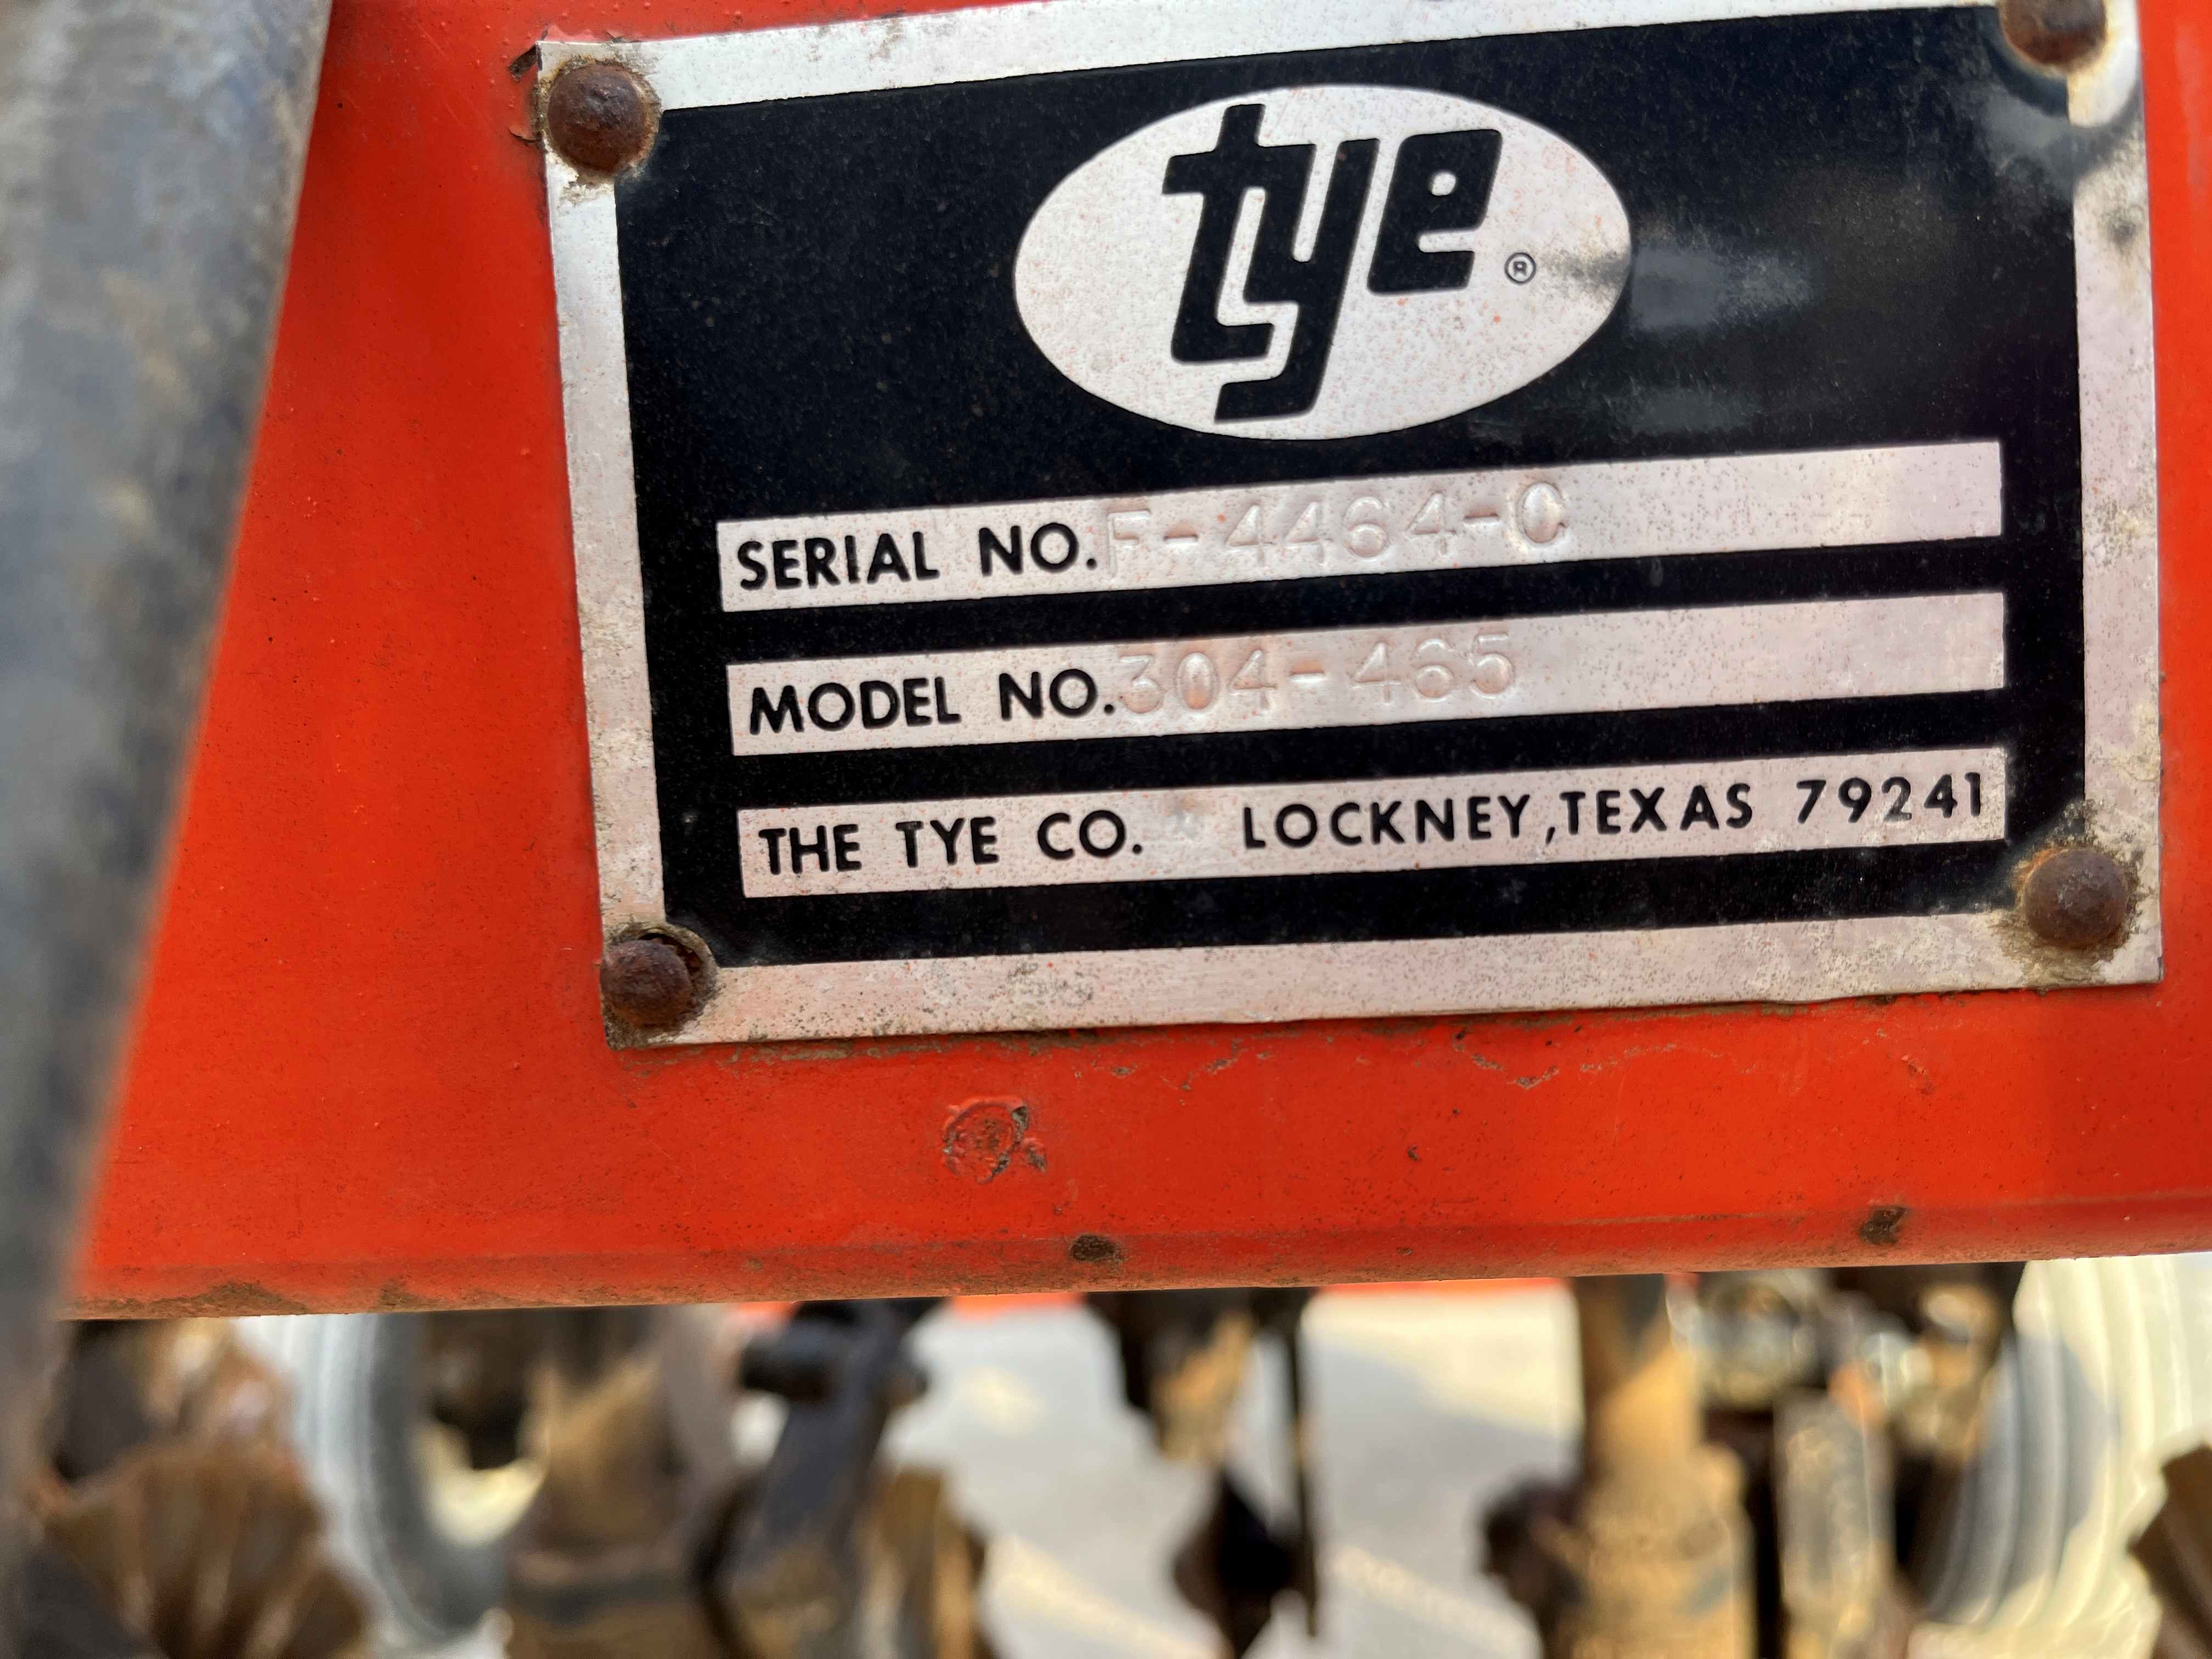 tye ®
SERIAL NO. F-4464-C
MODEL NO. 304-465
THE TYE CO. LOCKNEY, TEXAS 79241